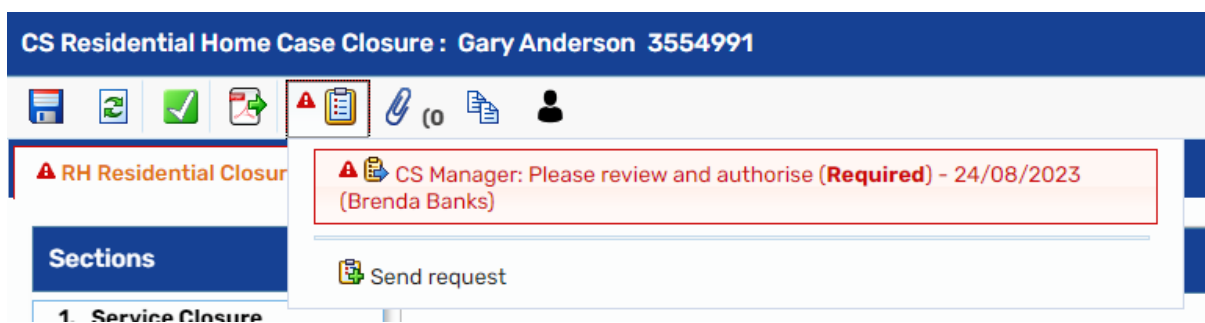 CS Residential Home Case Closure : Gary Anderson 3554991
(0
RH Residential Closur
CS Manager: Please review and authorise (Required) - 24/08/2023
(Brenda Banks)
Sections
Send request
1. Service Closure